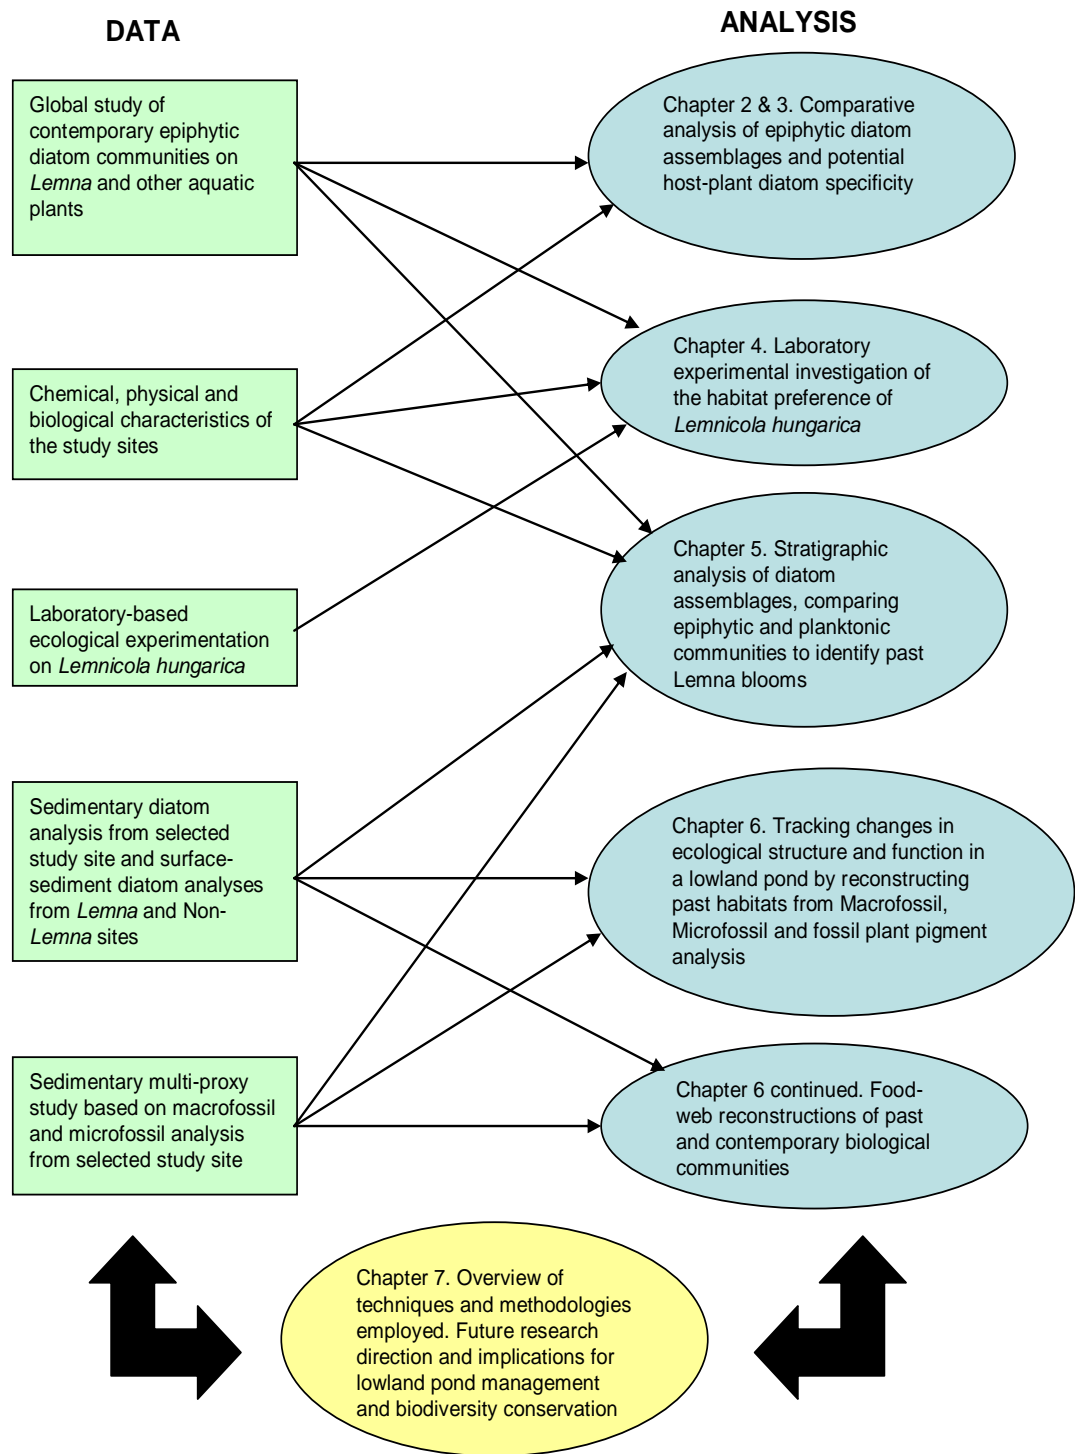 DATA
ANALYSIS
Global study of
contemporary epiphytic
diatom communities on
Lemna and other aquatic
plants
Chapter 2 & 3. Comparative
analysis of epiphytic diatom
assemblages and potential
host-plant diatom specificity
Chemical, physical and
biological characteristics of
the study sites
Chapter 4. Laboratory
experimental investigation of
the habitat preference of
Lemnicola hungarica
Laboratory-based
ecological experimentation
on Lemnicola hungarica
Chapter 5. Stratigraphic
analysis of diatom
assemblages, comparing
epiphytic and planktonic
communities to identify past
Lemna blooms
Sedimentary diatom
analysis from selected
study site and surface-
sediment diatom analyses
from Lemna and Non-
Lemna sites
Chapter 6. Tracking changes in
ecological structure and function in
a lowland pond by reconstructing
past habitats from Macrofossil,
Microfossil and fossil plant pigment
analysis
Sedimentary multi-proxy
study based on macrofossil
and microfossil analysis
from selected study site
Chapter 6 continued. Food-
web reconstructions of past
and contemporary biological
communities
Chapter 7. Overview of
techniques and methodologies
employed. Future research
direction and implications for
lowland pond management
and biodiversity conservation